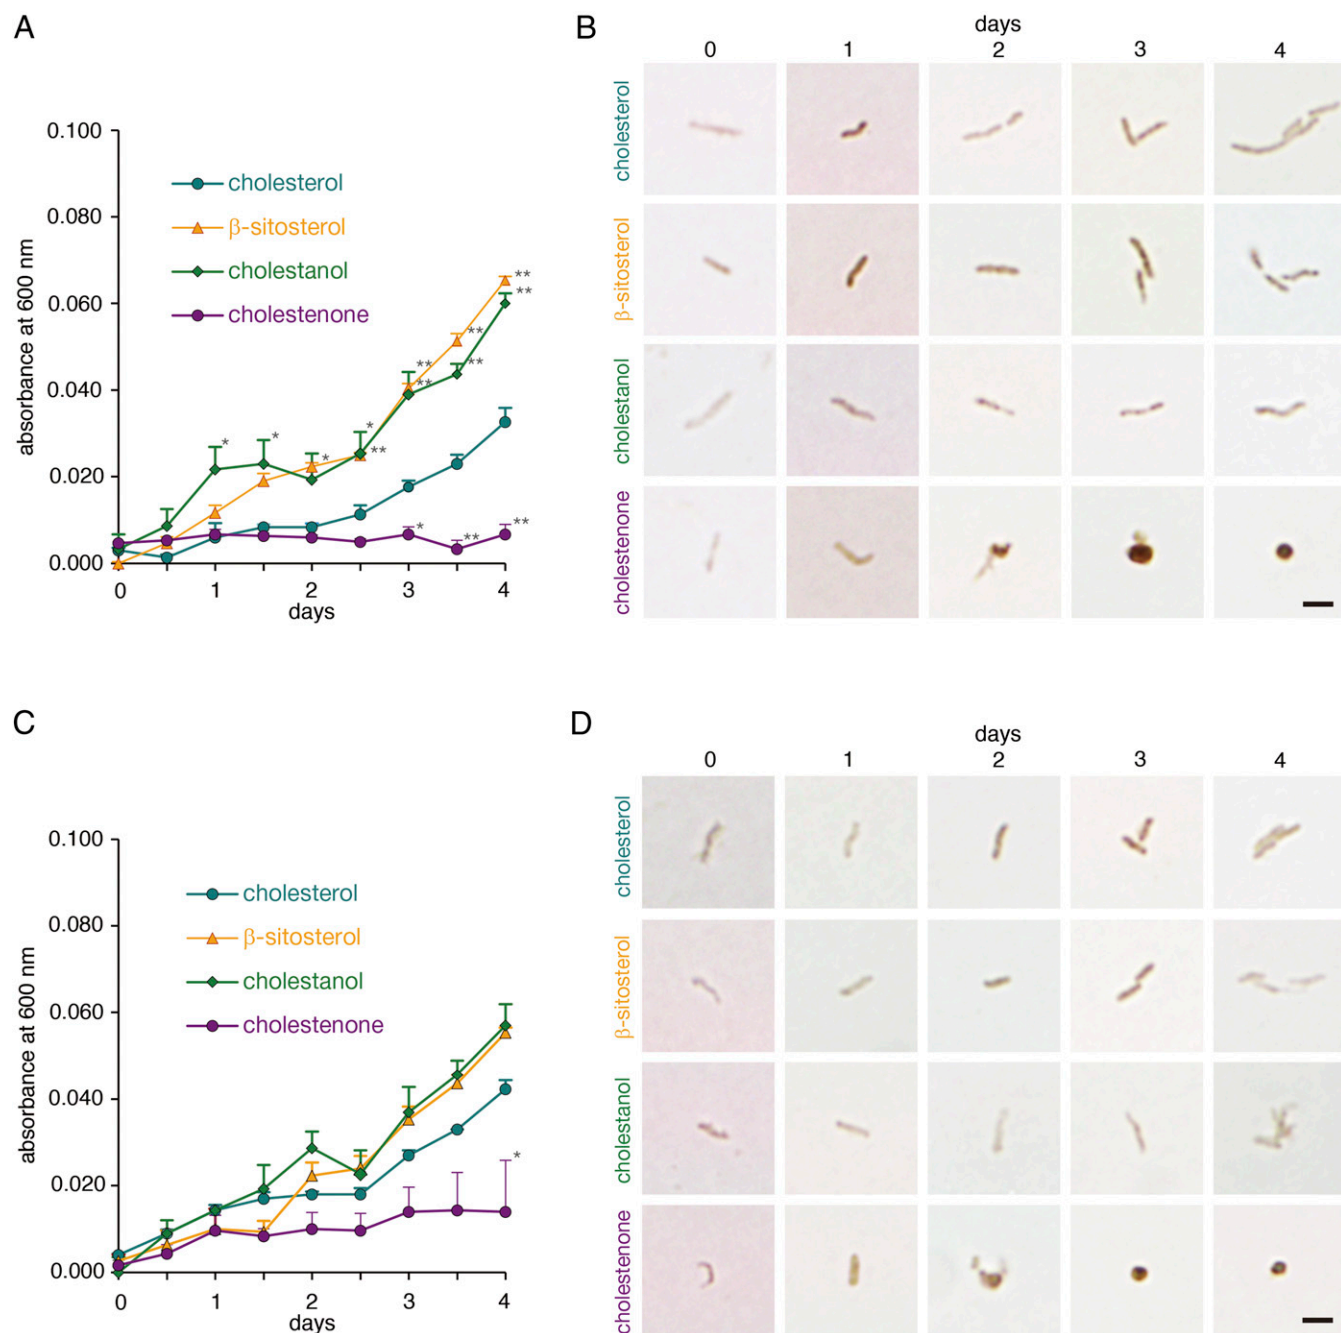 A
0.100
0.080
0.060
0.040
0.020
0.000
absorbance at 600 nm
cholesterol
β-sitosterol
cholestanol
cholestenone
**
**
**
**
**
**
*
**
*
*
*
*
**
**
0 1 2 3 4
days
B
days
0 1 2 3 4
cholesterol
β-sitosterol
cholestanol
cholestenone
C
0.100
0.080
0.060
0.040
0.020
0.000
absorbance at 600 nm
cholesterol
β-sitosterol
cholestanol
cholestenone
*
0 1 2 3 4
days
D
days
0 1 2 3 4
cholesterol
β-sitosterol
cholestanol
cholestenone